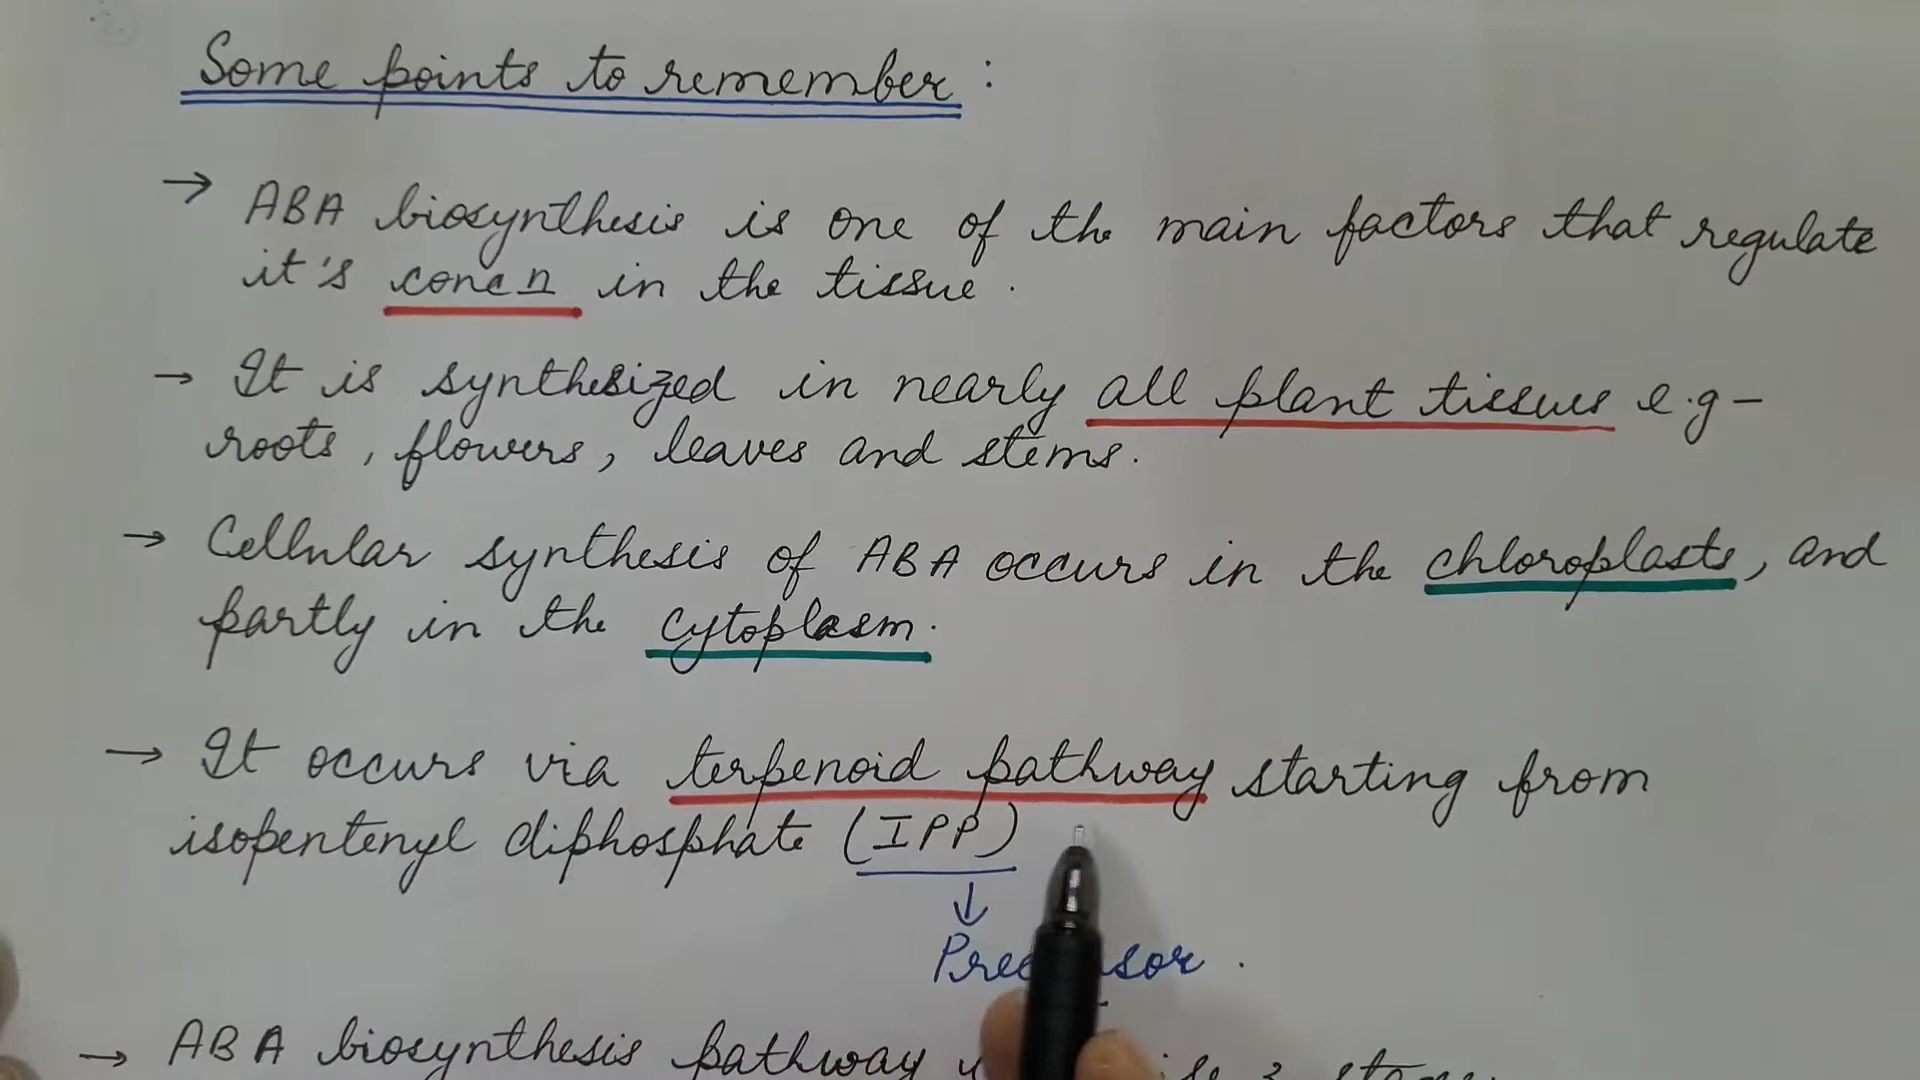 Some points to remember :
→ ABA biosynthesis is one of the main factors that regulate
it's concn in the tissue.
→ It is synthesized in nearly all plant tissues e.g -
roots, flowers, leaves and stems.
→ Cellular synthesis of ABA occurs in the chloroplasts, and
partly in the cytoplasm.
→ It occurs via terpenoid pathway starting from
isopentenyl diphosphate (IPP)
↓
→ ABA biosynthesis pathway